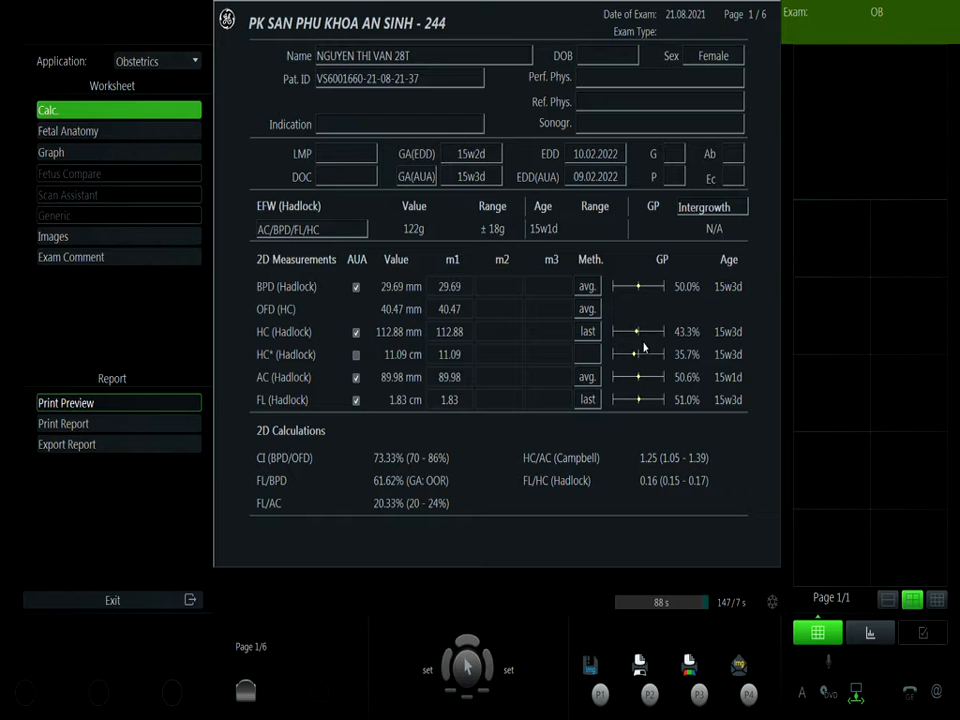 PK SAN PHU KHOA AN SINH - 244
Date of Exam: 21.08.2021 Page 1 / 6
Exam Type:
Exam: OB
Application: Obstetrics
Worksheet
Calc.
Fetal Anatomy
Graph
Fetus Compare
Scan Assistant
Generic
Images
Exam Comment
Report
Print Preview
Print Report
Export Report
Exit
Name NGUYEN THI VAN 28T DOB Sex Female
Pat. ID VS6001660-21-08-21-37 Perf. Phys.
Ref. Phys.
Indication Sonogr.
LMP GA(EDD) 15w2d EDD 10.02.2022 G Ab
DOC GA(AUA) 15w3d EDD(AUA) 09.02.2022 P Ec
EFW (Hadlock) Value Range Age Range GP Intergrowth
AC/BPD/FL/HC 122g ± 18g 15w1d N/A
2D Measurements AUA Value m1 m2 m3 Meth. GP Age
BPD (Hadlock) 29.69 mm 29.69 avg. 50.0% 15w3d
OFD (HC) 40.47 mm 40.47 avg.
HC (Hadlock) 112.88 mm 112.88 last 43.3% 15w3d
HC* (Hadlock) 11.09 cm 11.09 35.7% 15w3d
AC (Hadlock) 89.98 mm 89.98 avg. 50.6% 15w1d
FL (Hadlock) 1.83 cm 1.83 last 51.0% 15w3d
2D Calculations
CI (BPD/OFD) 73.33% (70 - 86%) HC/AC (Campbell) 1.25 (1.05 - 1.39)
FL/BPD 61.62% (GA: OOR) FL/HC (Hadlock) 0.16 (0.15 - 0.17)
FL/AC 20.33% (20 - 24%)
88 s 147/7 s
Page 1/1
Page 1/6
set set
Img
P1 P2 P3 P4
A DVD @